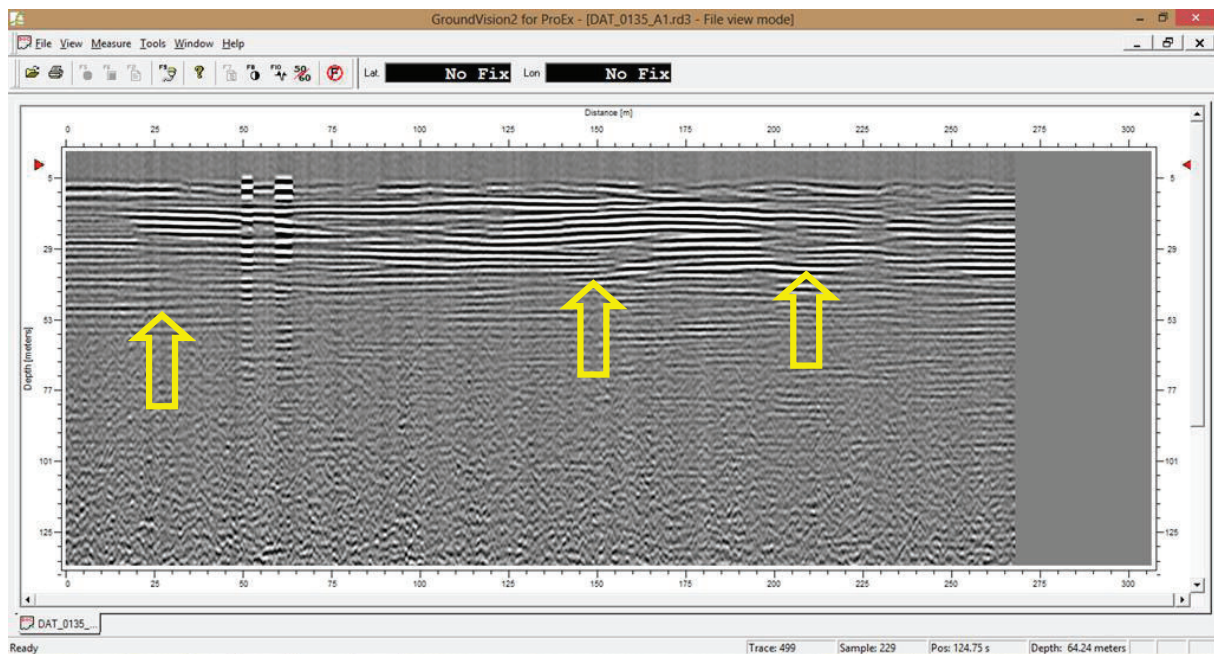 GroundVision2 for ProEx - [DAT_0135_A1.rd3 - File view mode]
File View Measure Tools Window Help
Lat. No Fix Lon No Fix
Distance [m]
0 25 50 75 100 125 150 175 200 225 250 275 300
Depth [meters]
5 5
29 29
53 53
77 77
101 101
125 125
0 25 50 75 100 125 150 175 200 225 250 275 300
DAT_0135_...
Ready Trace: 499 Sample: 229 Pos: 124.75 s Depth: 64.24 meters